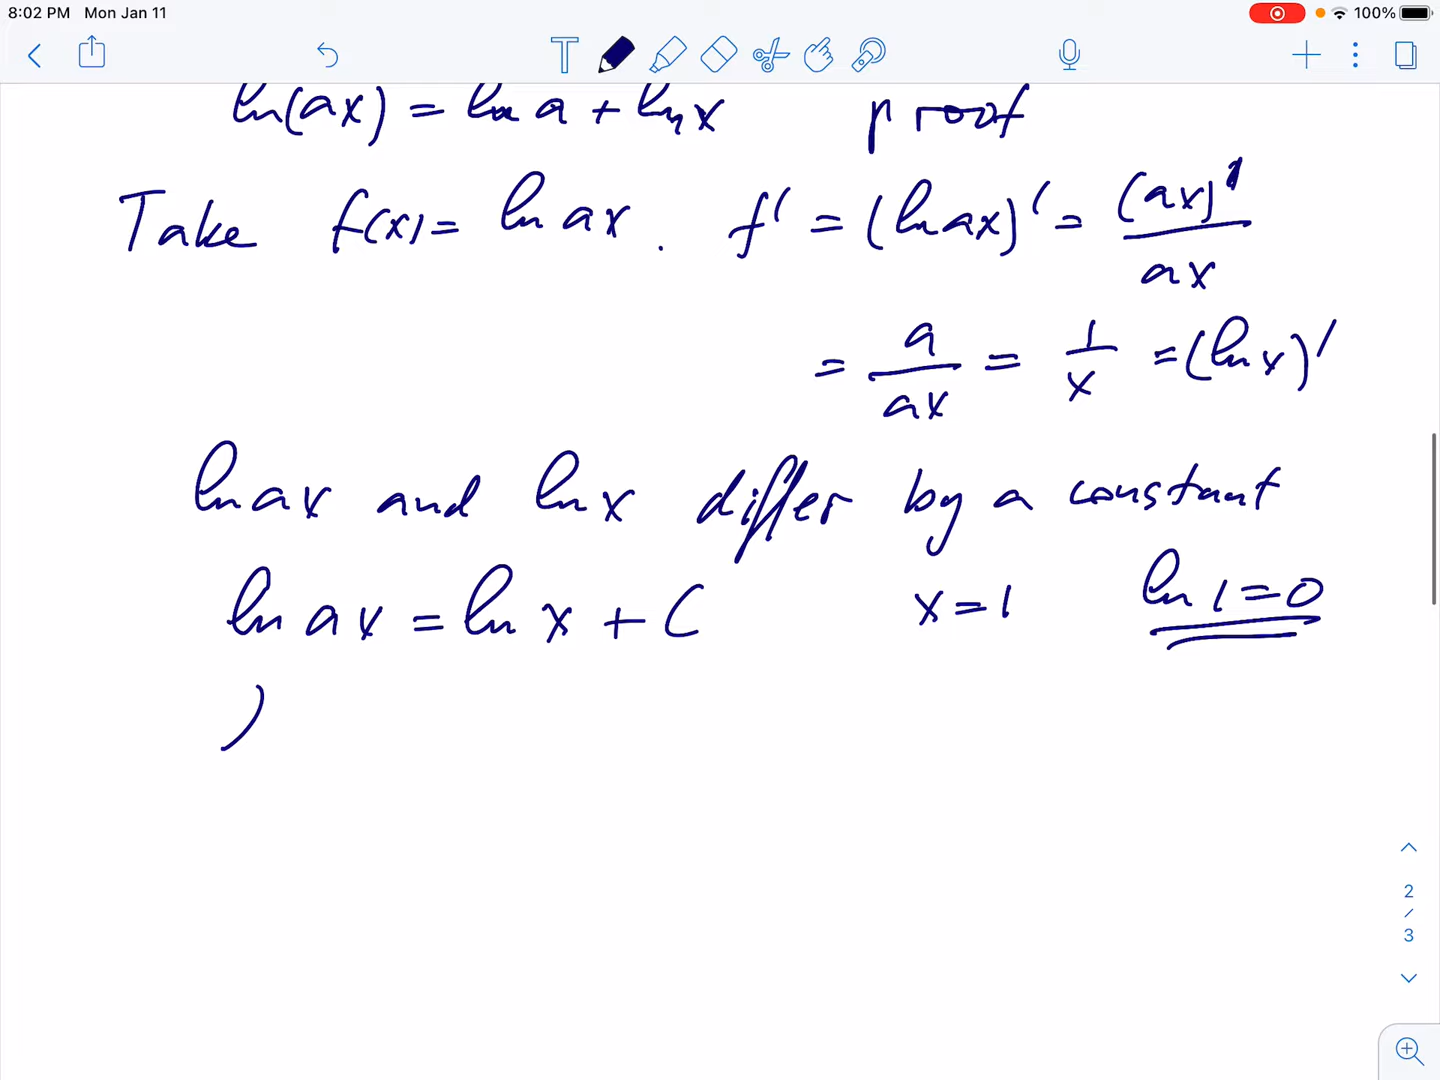 8:02 PM Mon Jan 11 100%
T
ln(ax) = ln a + ln x proof
Take f(x) = ln ax. f' = (ln ax)' = (ax)' / ax
= a / ax = 1 / x = (ln x)'
ln ax and ln x differ by a constant
ln ax = ln x + C x = 1 ln 1 = 0
)
2
/
3